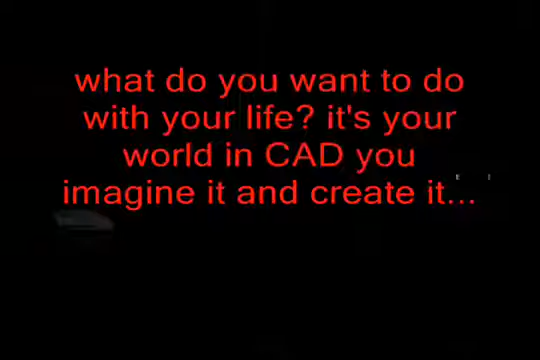 what do you want to do
with your life? it's your
world in CAD you
imagine it and create it...